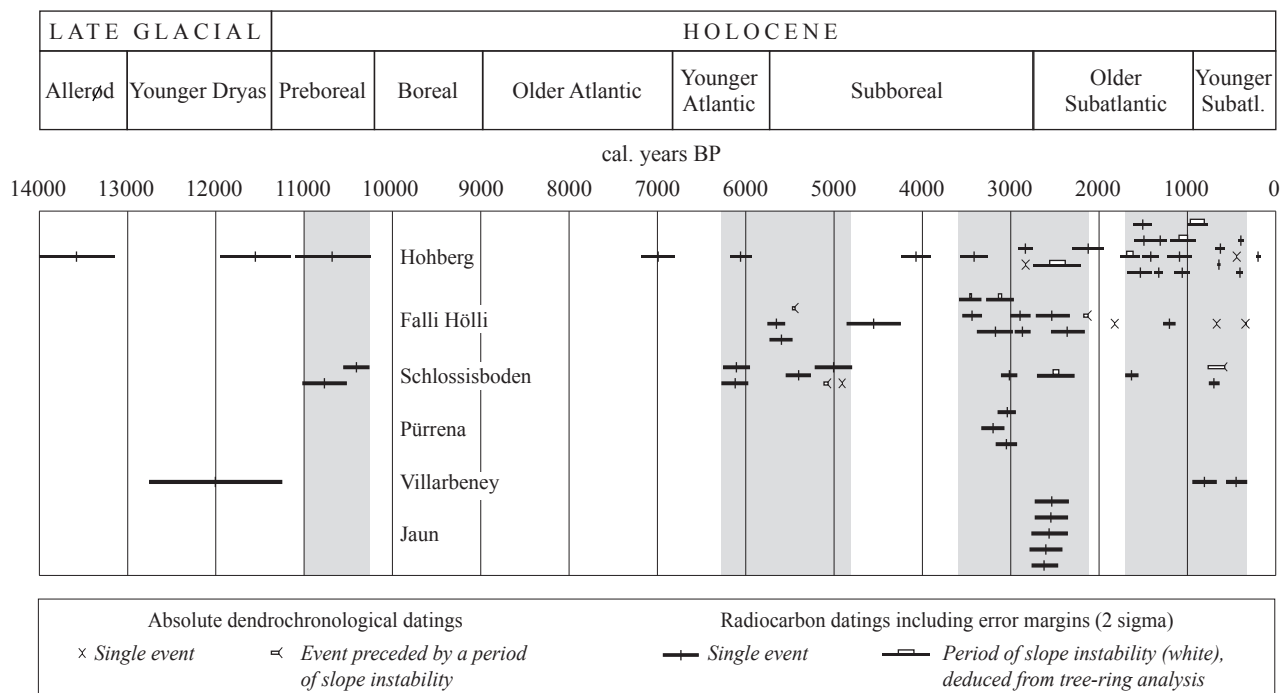 LATE GLACIAL HOLOCENE
Allerød Younger Dryas Preboreal Boreal Older Atlantic Younger Atlantic Subboreal Older Subatlantic Younger Subatl.
cal. years BP
14000 13000 12000 11000 10000 9000 8000 7000 6000 5000 4000 3000 2000 1000 0
Hohberg
Falli Hölli
Schlossisboden
Pürrena
Villarbeney
Jaun
Absolute dendrochronological datings
Single event
Event preceded by a period
of slope instability
Radiocarbon datings including error margins (2 sigma)
Single event
Period of slope instability (white),
deduced from tree-ring analysis